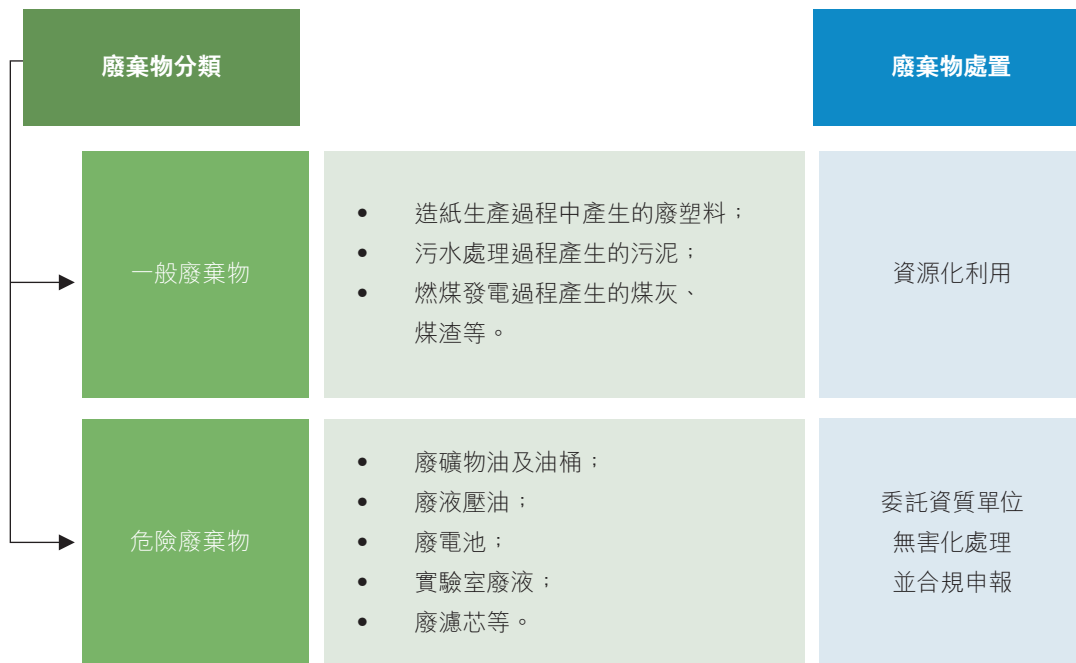 廢棄物分類
廢棄物處置
一般廢棄物
• 造紙生產過程中產生的廢塑料；
• 污水處理過程產生的污泥；
• 燃煤發電過程產生的煤灰、
煤渣等。
資源化利用
危險廢棄物
• 廢礦物油及油桶；
• 廢液壓油；
• 廢電池；
• 實驗室廢液；
• 廢濾芯等。
委託資質單位
無害化處理
並合規申報